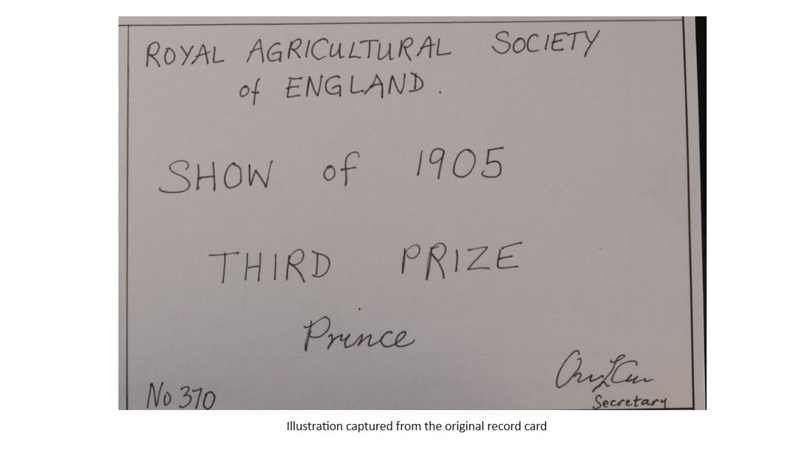 ROYAL AGRICULTURAL SOCIETY
of ENGLAND.
SHOW of 1905
THIRD PRIZE
Prince
No 370
Secretary
Illustration captured from the original record card